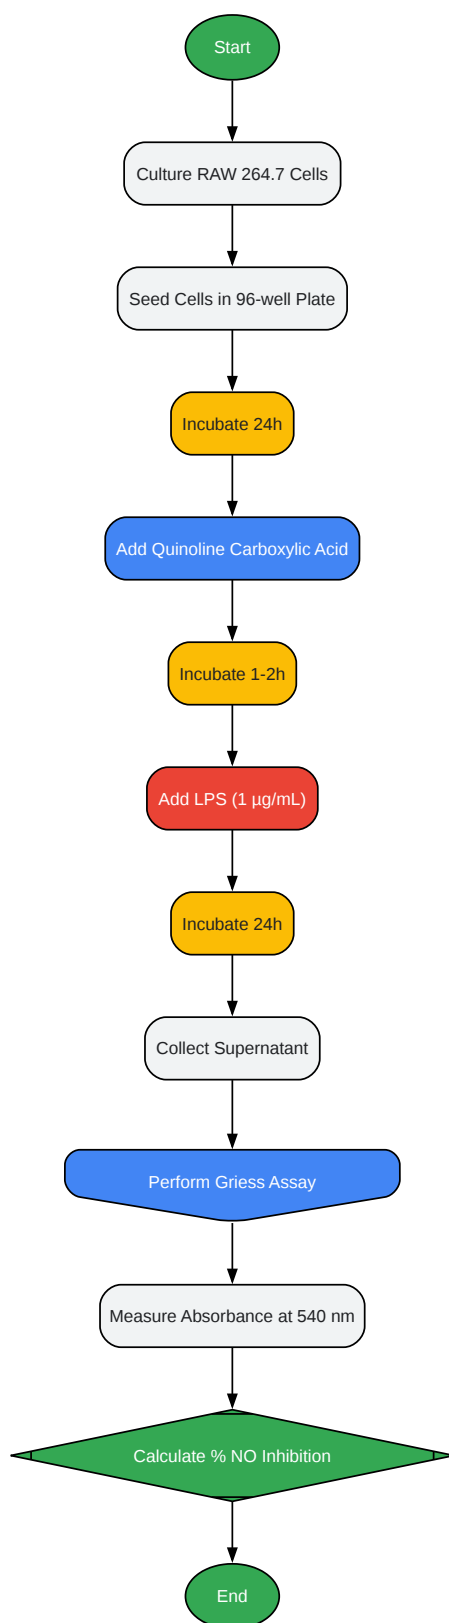 Start
Culture RAW 264.7 Cells
Seed Cells in 96-well Plate
Incubate 24h
Add Quinoline Carboxylic Acid
Incubate 1-2h
Add LPS (1 µg/mL)
Incubate 24h
Collect Supernatant
Perform Griess Assay
Measure Absorbance at 540 nm
Calculate % NO Inhibition
End